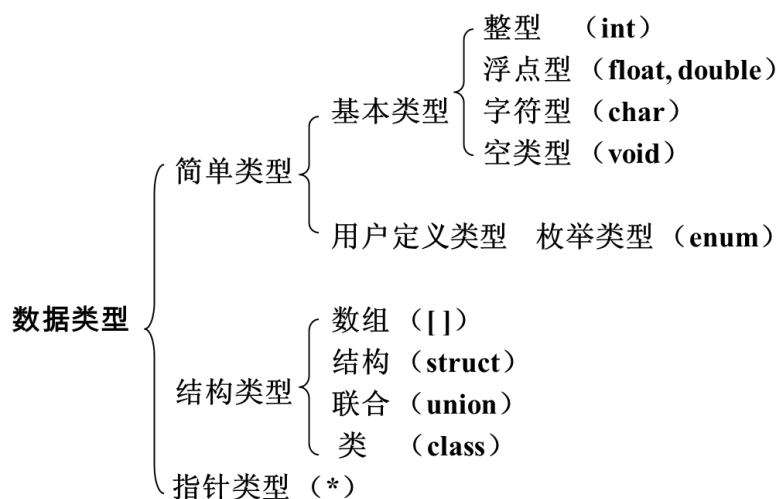 整型 （int）
浮点型（float, double）
基本类型
字符型（char）
空类型（void）
简单类型
用户定义类型 枚举类型（enum）
数据类型
数组（[ ]）
结构（struct）
结构类型
联合（union）
类 （class）
指针类型（*）